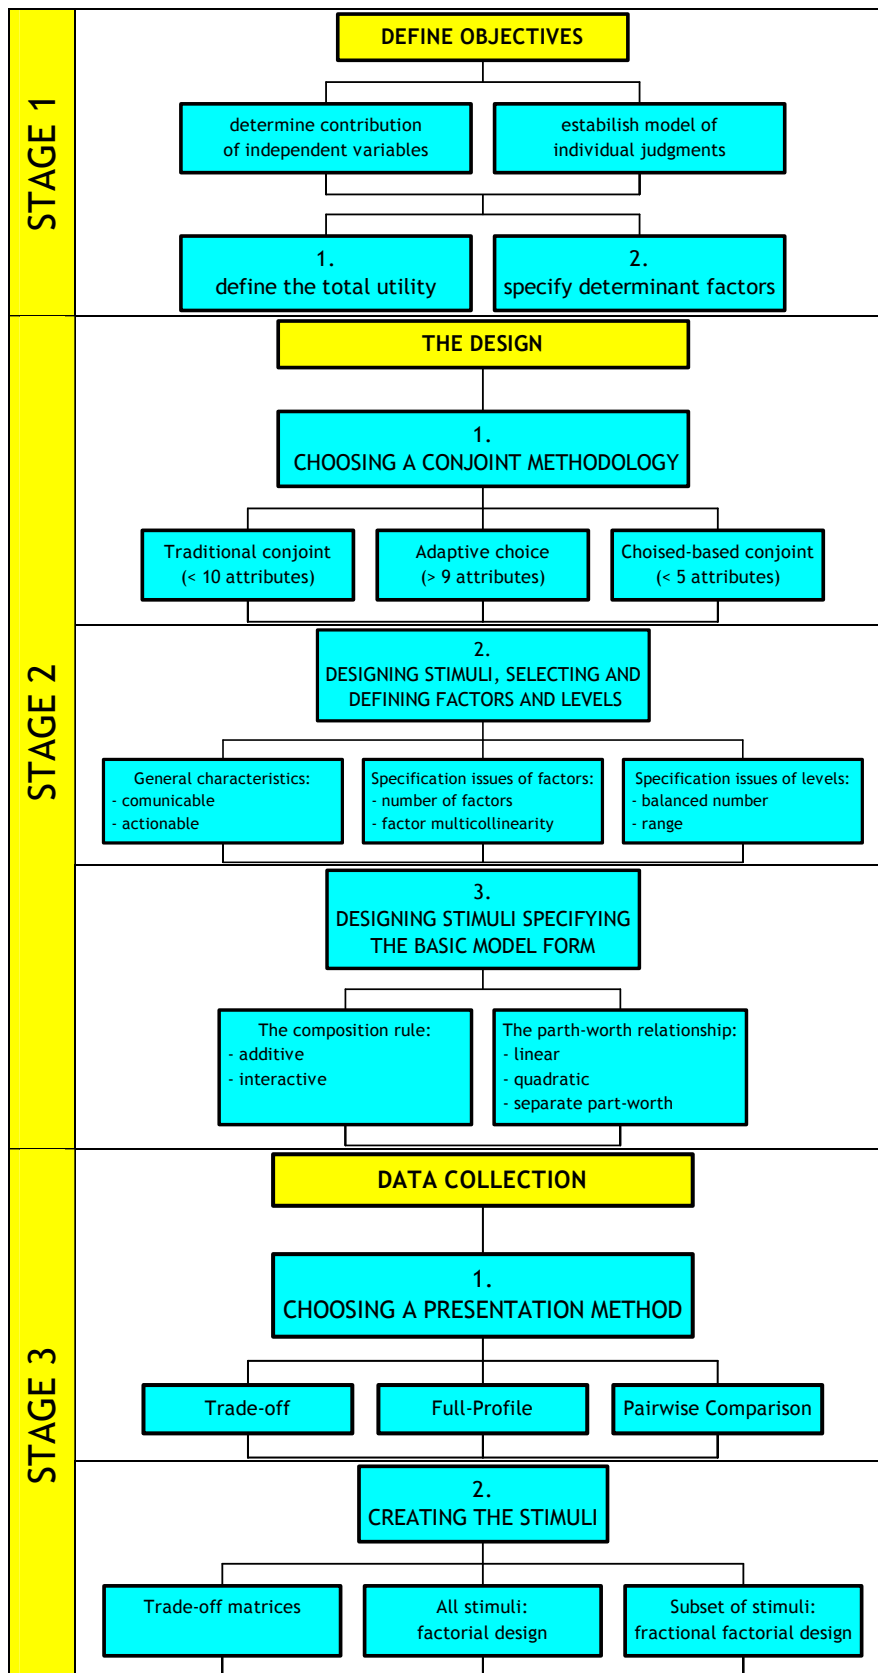 STAGE 1
DEFINE OBJECTIVES
determine contribution
of independent variables
estabilish model of
individual judgments
1.
define the total utility
2.
specify determinant factors
STAGE 2
THE DESIGN
1.
CHOOSING A CONJOINT METHODOLOGY
Traditional conjoint
(< 10 attributes)
Adaptive choice
(> 9 attributes)
Choised-based conjoint
(< 5 attributes)
2.
DESIGNING STIMULI, SELECTING AND
DEFINING FACTORS AND LEVELS
General characteristics:
- comunicable
- actionable
Specification issues of factors:
- number of factors
- factor multicollinearity
Specification issues of levels:
- balanced number
- range
3.
DESIGNING STIMULI SPECIFYING
THE BASIC MODEL FORM
The composition rule:
- additive
- interactive
The parth-worth relationship:
- linear
- quadratic
- separate part-worth
STAGE 3
DATA COLLECTION
1.
CHOOSING A PRESENTATION METHOD
Trade-off
Full-Profile
Pairwise Comparison
2.
CREATING THE STIMULI
Trade-off matrices
All stimuli:
factorial design
Subset of stimuli:
fractional factorial design